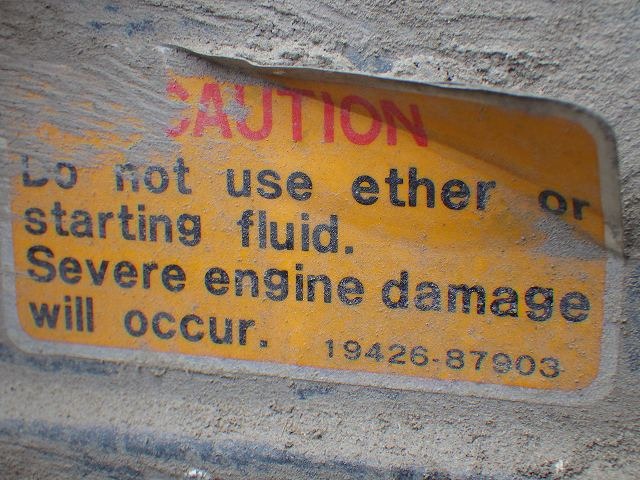 CAUTION
Do not use ether or
starting fluid.
Severe engine damage
will occur.
19426-87903